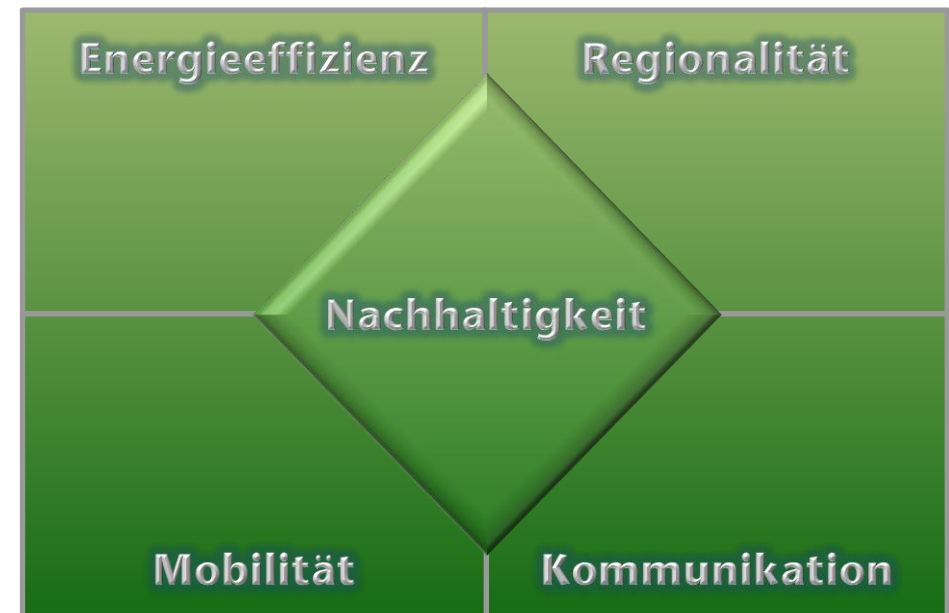 Energieeffizienz
Regionalität
Nachhaltigkeit
Mobilität
Kommunikation